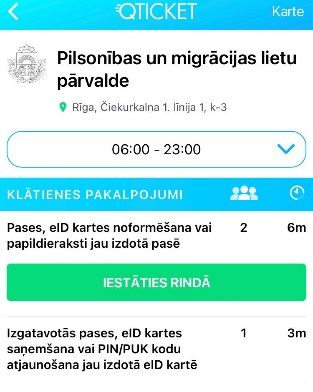 QTICKET
Karte
Pilsonības un migrācijas lietu
pārvalde
Rīga, Čiekurkalna 1. līnija 1, k-3
06:00 - 23:00
KLĀTIENES PAKALPOJUMI
Pases, eID kartes noformēšana vai 2 6m
papildieraksti jau izdotā pasē
IESTĀTIES RINDĀ
Izgatavotās pases, eID kartes 1 3m
saņemšana vai PIN/PUK kodu
atjaunošana jau izdotā eID kartē